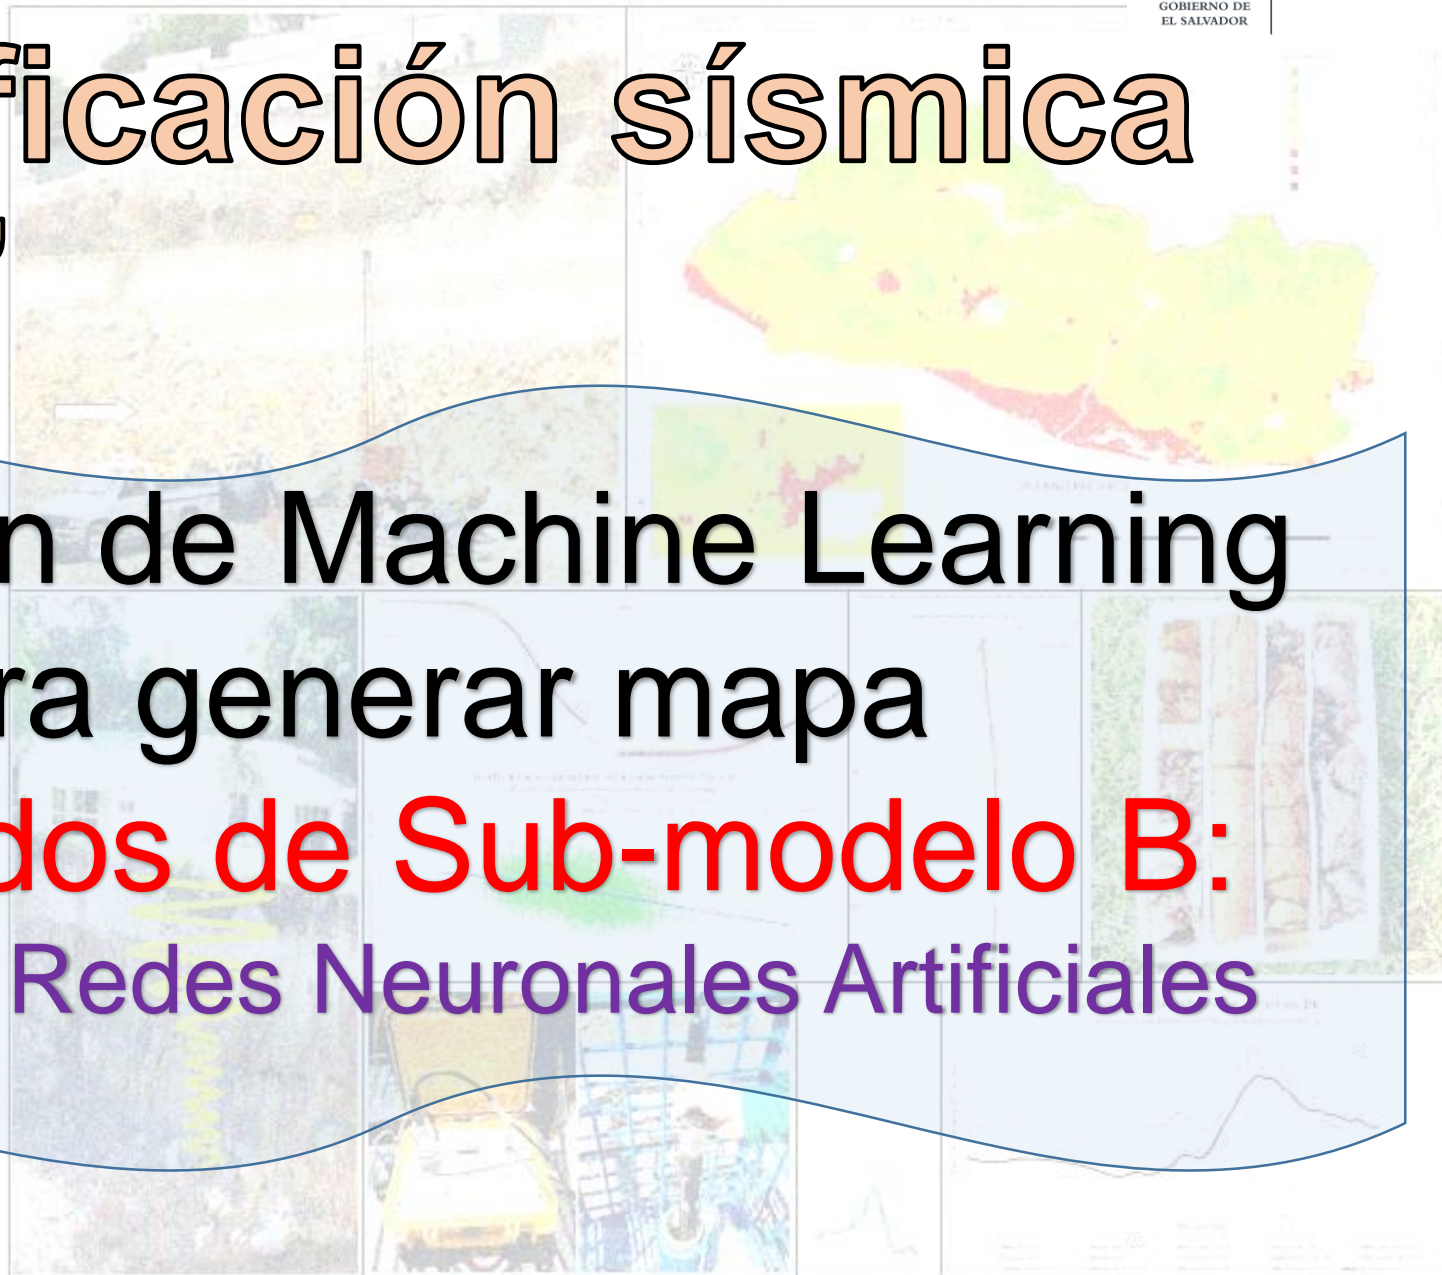 GOBIERNO DE
EL SALVADOR
ficación sísmica
n de Machine Learning
ra generar mapa
dos de Sub-modelo B:
Redes Neuronales Artificiales